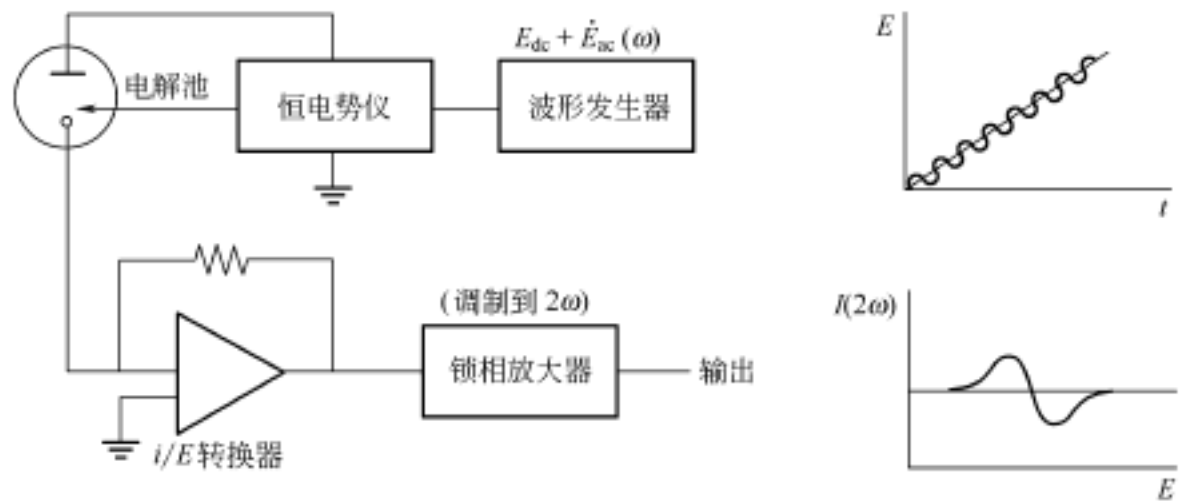 E
E_dc + Ė_ac (ω)
电解池
恒电势仪
波形发生器
t
(调制到 2ω)
I(2ω)
锁相放大器
输出
i/E转换器
E